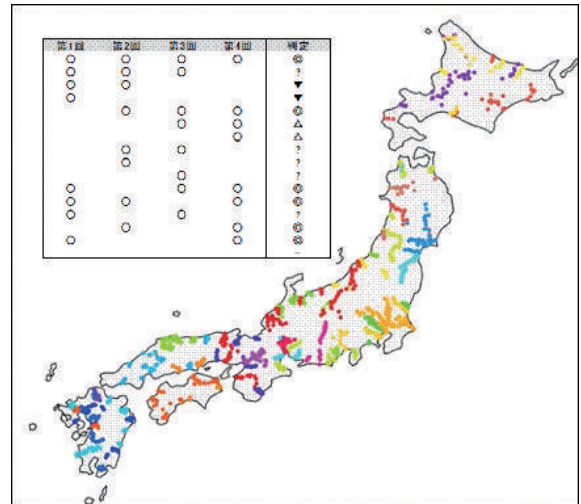 第1回 第2回 第3回 第4回 判定
○ ○ ○ ○ ◎
○ ○ ○ ?
○ ○ ▼
○ ▼
○ ○ ○ ◎
○ ○ △
○ △
○ ○ ?
○ ?
○ ?
○ ○ ○ ◎
○ ○ ○ ◎
○ ○ ?
○ ○ ◎
○ ○ ◎
-